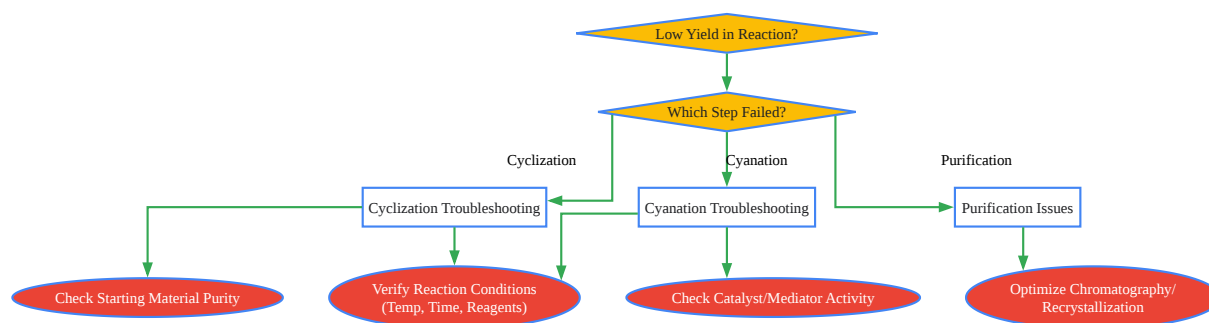 Low Yield in Reaction?
Which Step Failed?
Cyclization
Cyanation
Purification
Cyclization Troubleshooting
Cyanation Troubleshooting
Purification Issues
Check Starting Material Purity
Verify Reaction Conditions
(Temp, Time, Reagents)
Check Catalyst/Mediator Activity
Optimize Chromatography/
Recrystallization